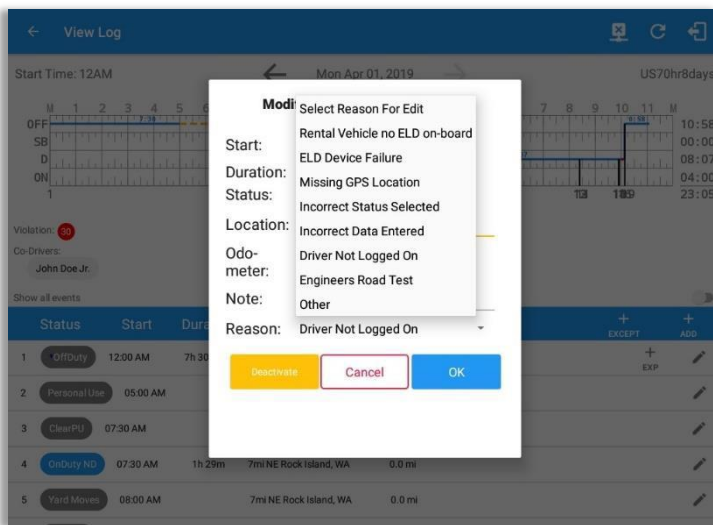 View Log
Start Time: 12AM
Mon Apr 01, 2019
US70hr8days
M 1 2 3 4 5 6
7 8 9 10 11 M
OFF 7:30 0:58 10:58
SB 00:00
D 08:07
ON 04:00
1 23:05
Violation: 30
Co-Drivers:
John Doe Jr.
Show all events
Modi
Select Reason For Edit
Rental Vehicle no ELD on-board
ELD Device Failure
Missing GPS Location
Incorrect Status Selected
Incorrect Data Entered
Driver Not Logged On
Engineers Road Test
Other
Start:
Duration:
Status:
Location:
Odo-
meter:
Note:
Reason: Driver Not Logged On
Deactivate Cancel OK
Status Start Dura + EXCEPT + ADD
1 OffDuty 12:00 AM 7h 30 + EXP
2 Personal Use 05:00 AM
3 ClearPU 07:30 AM
4 OnDuty ND 07:30 AM 1h 29m 7mi NE Rock Island, WA 0.0 mi
5 Yard Moves 08:00 AM 7mi NE Rock Island, WA 0.0 mi